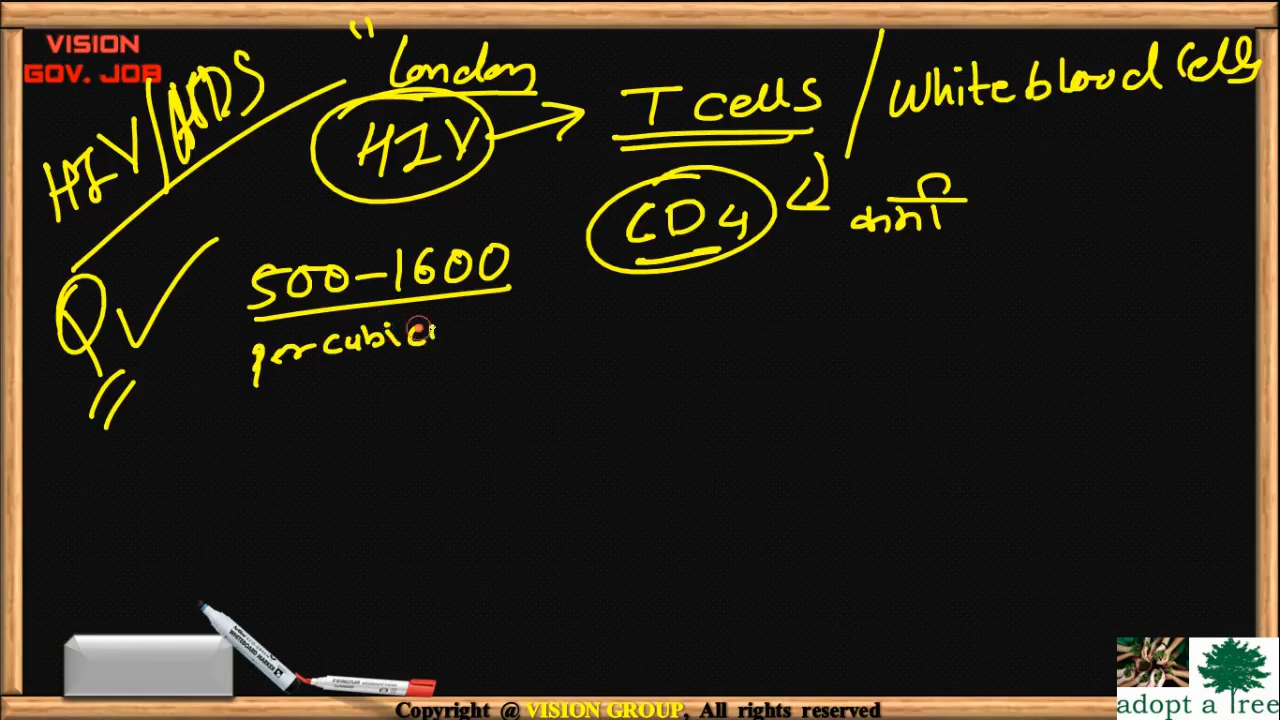 VISION
GOV. JOB
HIV/AIDS
"London
HIV
T cells / White blood Cells
CD4
Q
500-1600
per cubic
adopt a tree
Copyright @ VISION GROUP, All rights reserved